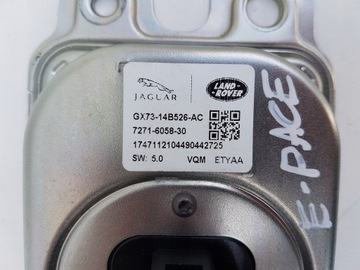 JAGUAR
LAND-
ROVER
GX73-14B526-AC
7271-6058-30
1747112104490442725
SW: 5.0 VQM ETYAA
E-PACE